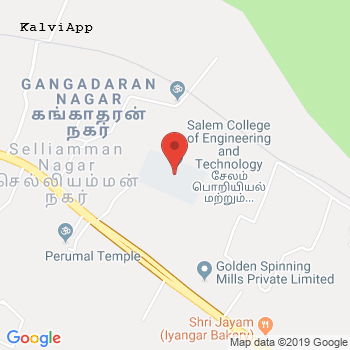 KalviApp
GANGADARAN
NAGAR
கங்காதரன்
நகர்
Salem College
of Engineering
and
Technology
சேலம்
பொறியியல்
மற்றும்...
Selliamman
Nagar
செல்லியம்மன்
நகர்
Perumal Temple
Golden Spinning
Mills Private Limited
Shri Jayam
(Iyangar Bakery)
Google
Map data ©2019 Google